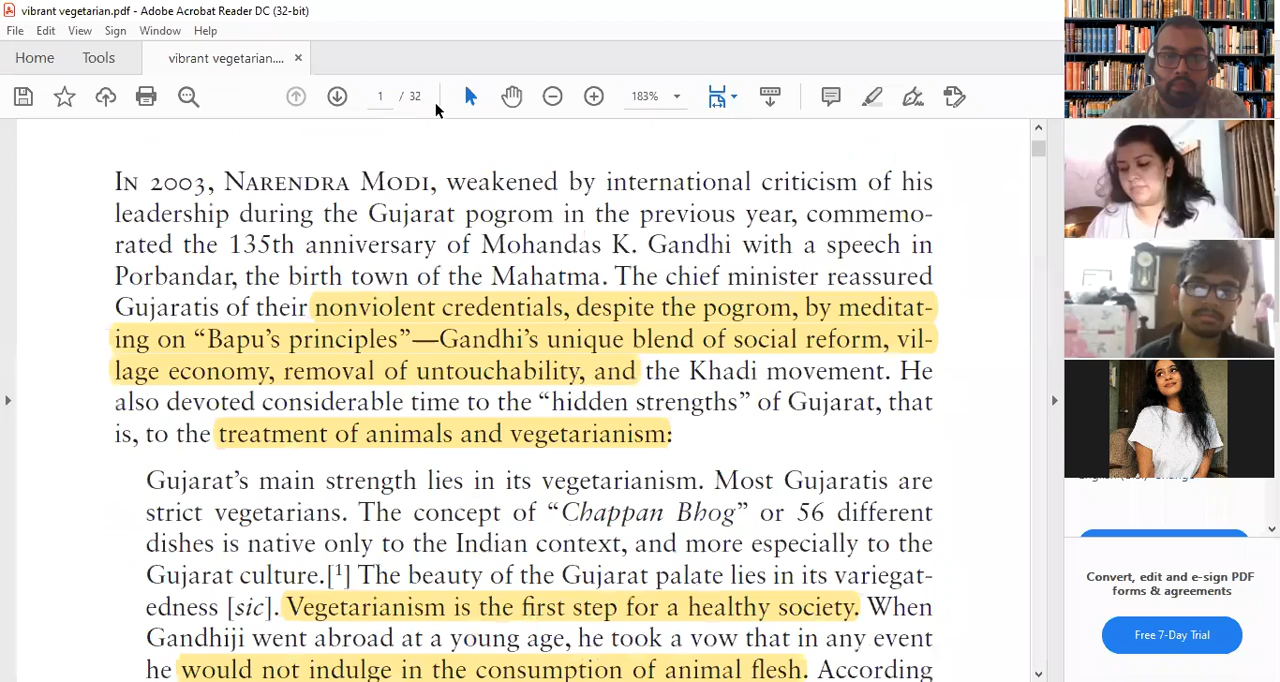 vibrant vegetarian.pdf - Adobe Acrobat Reader DC (32-bit)
File Edit View Sign Window Help
Home Tools vibrant vegetarian.... ×
1 / 32 183%
IN 2003, NARENDRA MODI, weakened by international criticism of his
leadership during the Gujarat pogrom in the previous year, commemo-
rated the 135th anniversary of Mohandas K. Gandhi with a speech in
Porbandar, the birth town of the Mahatma. The chief minister reassured
Gujaratis of their nonviolent credentials, despite the pogrom, by meditat-
ing on “Bapu’s principles”—Gandhi’s unique blend of social reform, vil-
lage economy, removal of untouchability, and the Khadi movement. He
also devoted considerable time to the “hidden strengths” of Gujarat, that
is, to the treatment of animals and vegetarianism:
Gujarat’s main strength lies in its vegetarianism. Most Gujaratis are
strict vegetarians. The concept of “Chappan Bhog” or 56 different
dishes is native only to the Indian context, and more especially to the
Gujarat culture.[¹] The beauty of the Gujarat palate lies in its variegat-
edness [sic]. Vegetarianism is the first step for a healthy society. When
Gandhiji went abroad at a young age, he took a vow that in any event
he would not indulge in the consumption of animal flesh. According
Convert, edit and e-sign PDF
forms & agreements
Free 7-Day Trial